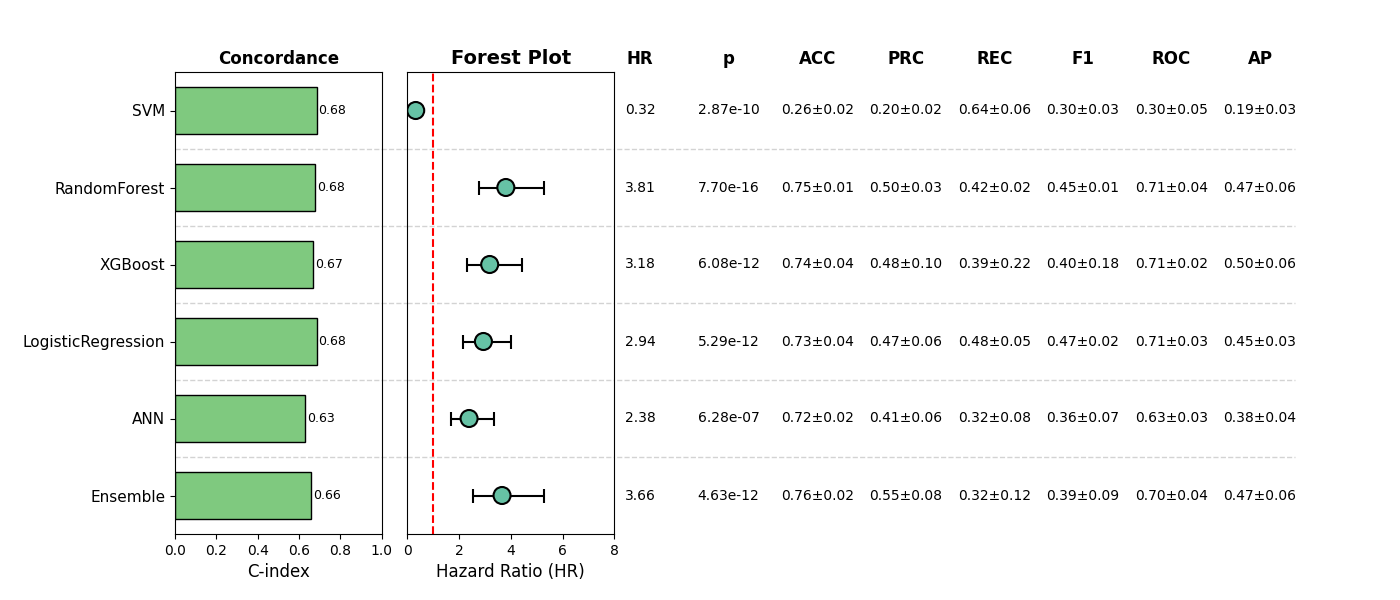 Concordance Forest Plot HR p ACC PRC REC F1 ROC AP
SVM 0.68 0.32 2.87e-10 0.26±0.02 0.20±0.02 0.64±0.06 0.30±0.03 0.30±0.05 0.19±0.03
RandomForest 0.68 3.81 7.70e-16 0.75±0.01 0.50±0.03 0.42±0.02 0.45±0.01 0.71±0.04 0.47±0.06
XGBoost 0.67 3.18 6.08e-12 0.74±0.04 0.48±0.10 0.39±0.22 0.40±0.18 0.71±0.02 0.50±0.06
LogisticRegression 0.68 2.94 5.29e-12 0.73±0.04 0.47±0.06 0.48±0.05 0.47±0.02 0.71±0.03 0.45±0.03
ANN 0.63 2.38 6.28e-07 0.72±0.02 0.41±0.06 0.32±0.08 0.36±0.07 0.63±0.03 0.38±0.04
Ensemble 0.66 3.66 4.63e-12 0.76±0.02 0.55±0.08 0.32±0.12 0.39±0.09 0.70±0.04 0.47±0.06
0.0 0.2 0.4 0.6 0.8 1.0 0 2 4 6 8
C-index Hazard Ratio (HR)